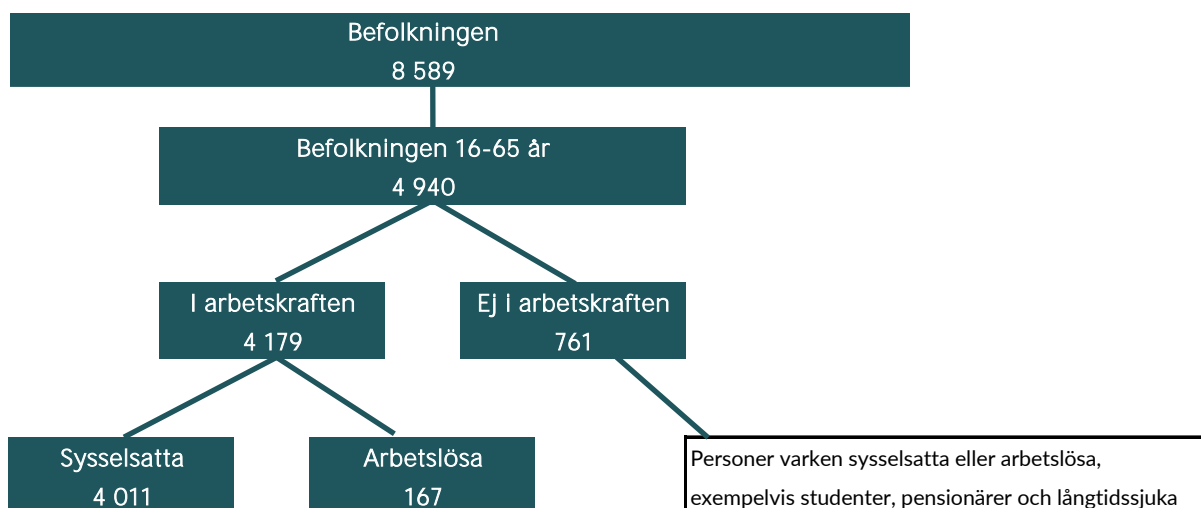 Befolkningen
8 589
Befolkningen 16-65 år
4 940
I arbetskraften
4 179
Ej i arbetskraften
761
Sysselsatta
4 011
Arbetslösa
167
Personer varken sysselsatta eller arbetslösa,
exempelvis studenter, pensionärer och långtidssjuka